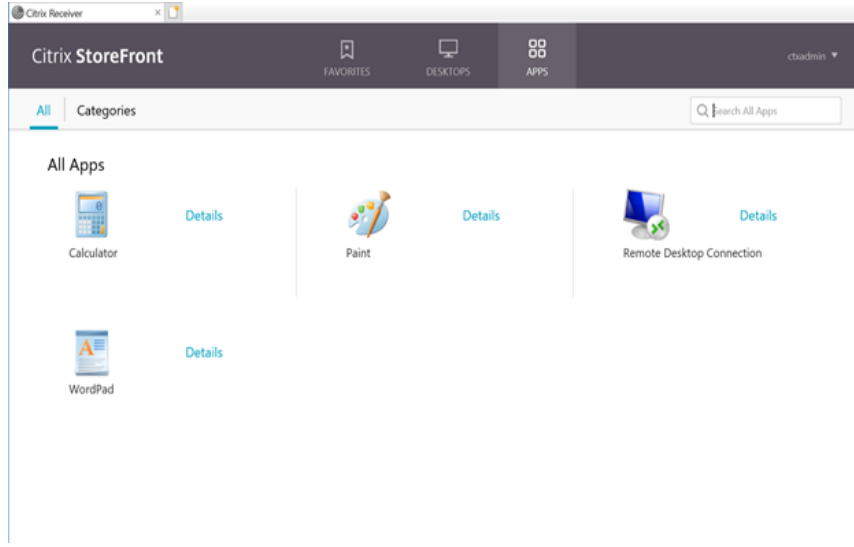 Citrix Receiver
Citrix StoreFront
FAVORITES
DESKTOPS
APPS
ctxadmin
All
Categories
Search All Apps
All Apps
Details
Details
Details
Calculator
Paint
Remote Desktop Connection
Details
WordPad